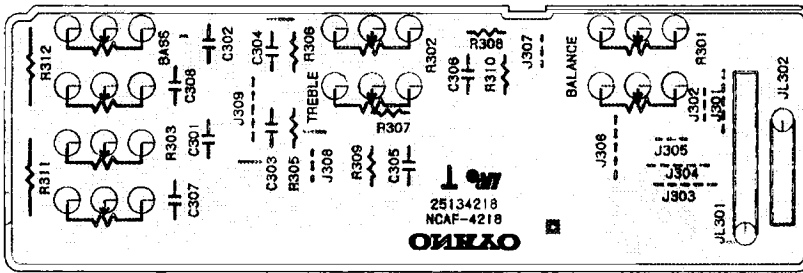 R312
BASS
C302
C304
R306
R302
R308
J307
BALANCE
R301
C308
J309
TREBLE
C306
R310
J302
J301
JL302
R307
R303
C301
R311
C303
R305
J308
R309
C305
J306
J305
J304
J303
C307
25134218
NCAF-4218
ONKYO
JL301